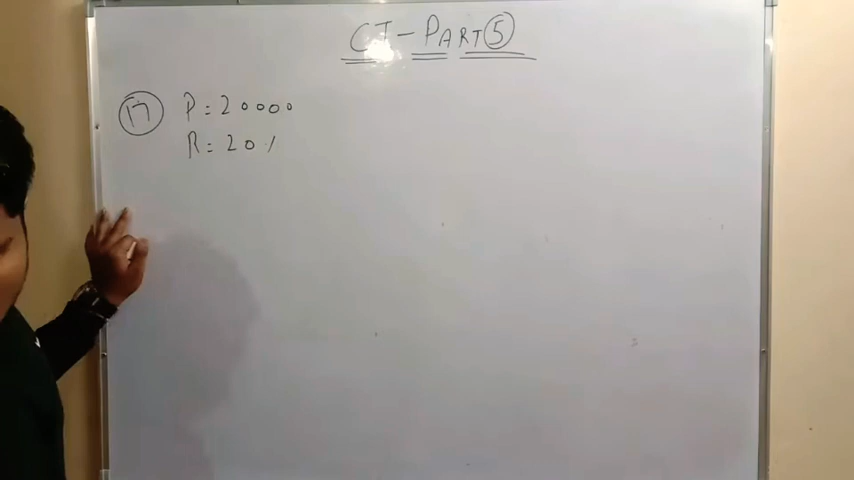 CI - PART 5
17 P = 20000
R = 20 %